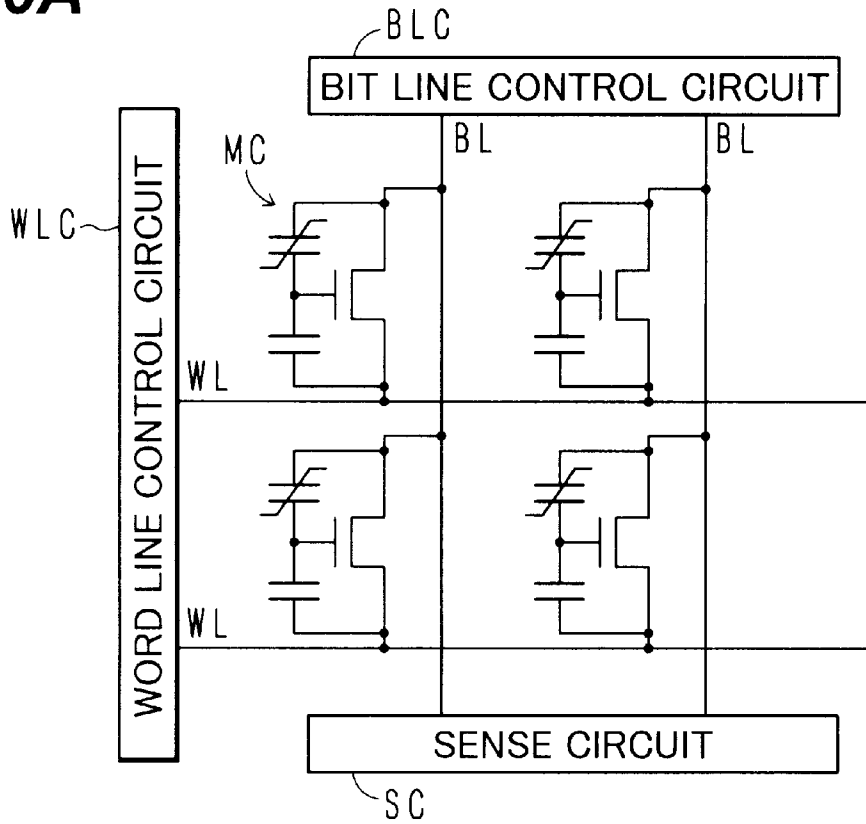 BLC
BIT LINE CONTROL CIRCUIT
BL BL
MC
WLC
WORD LINE CONTROL CIRCUIT
WL
WL
SENSE CIRCUIT
SC